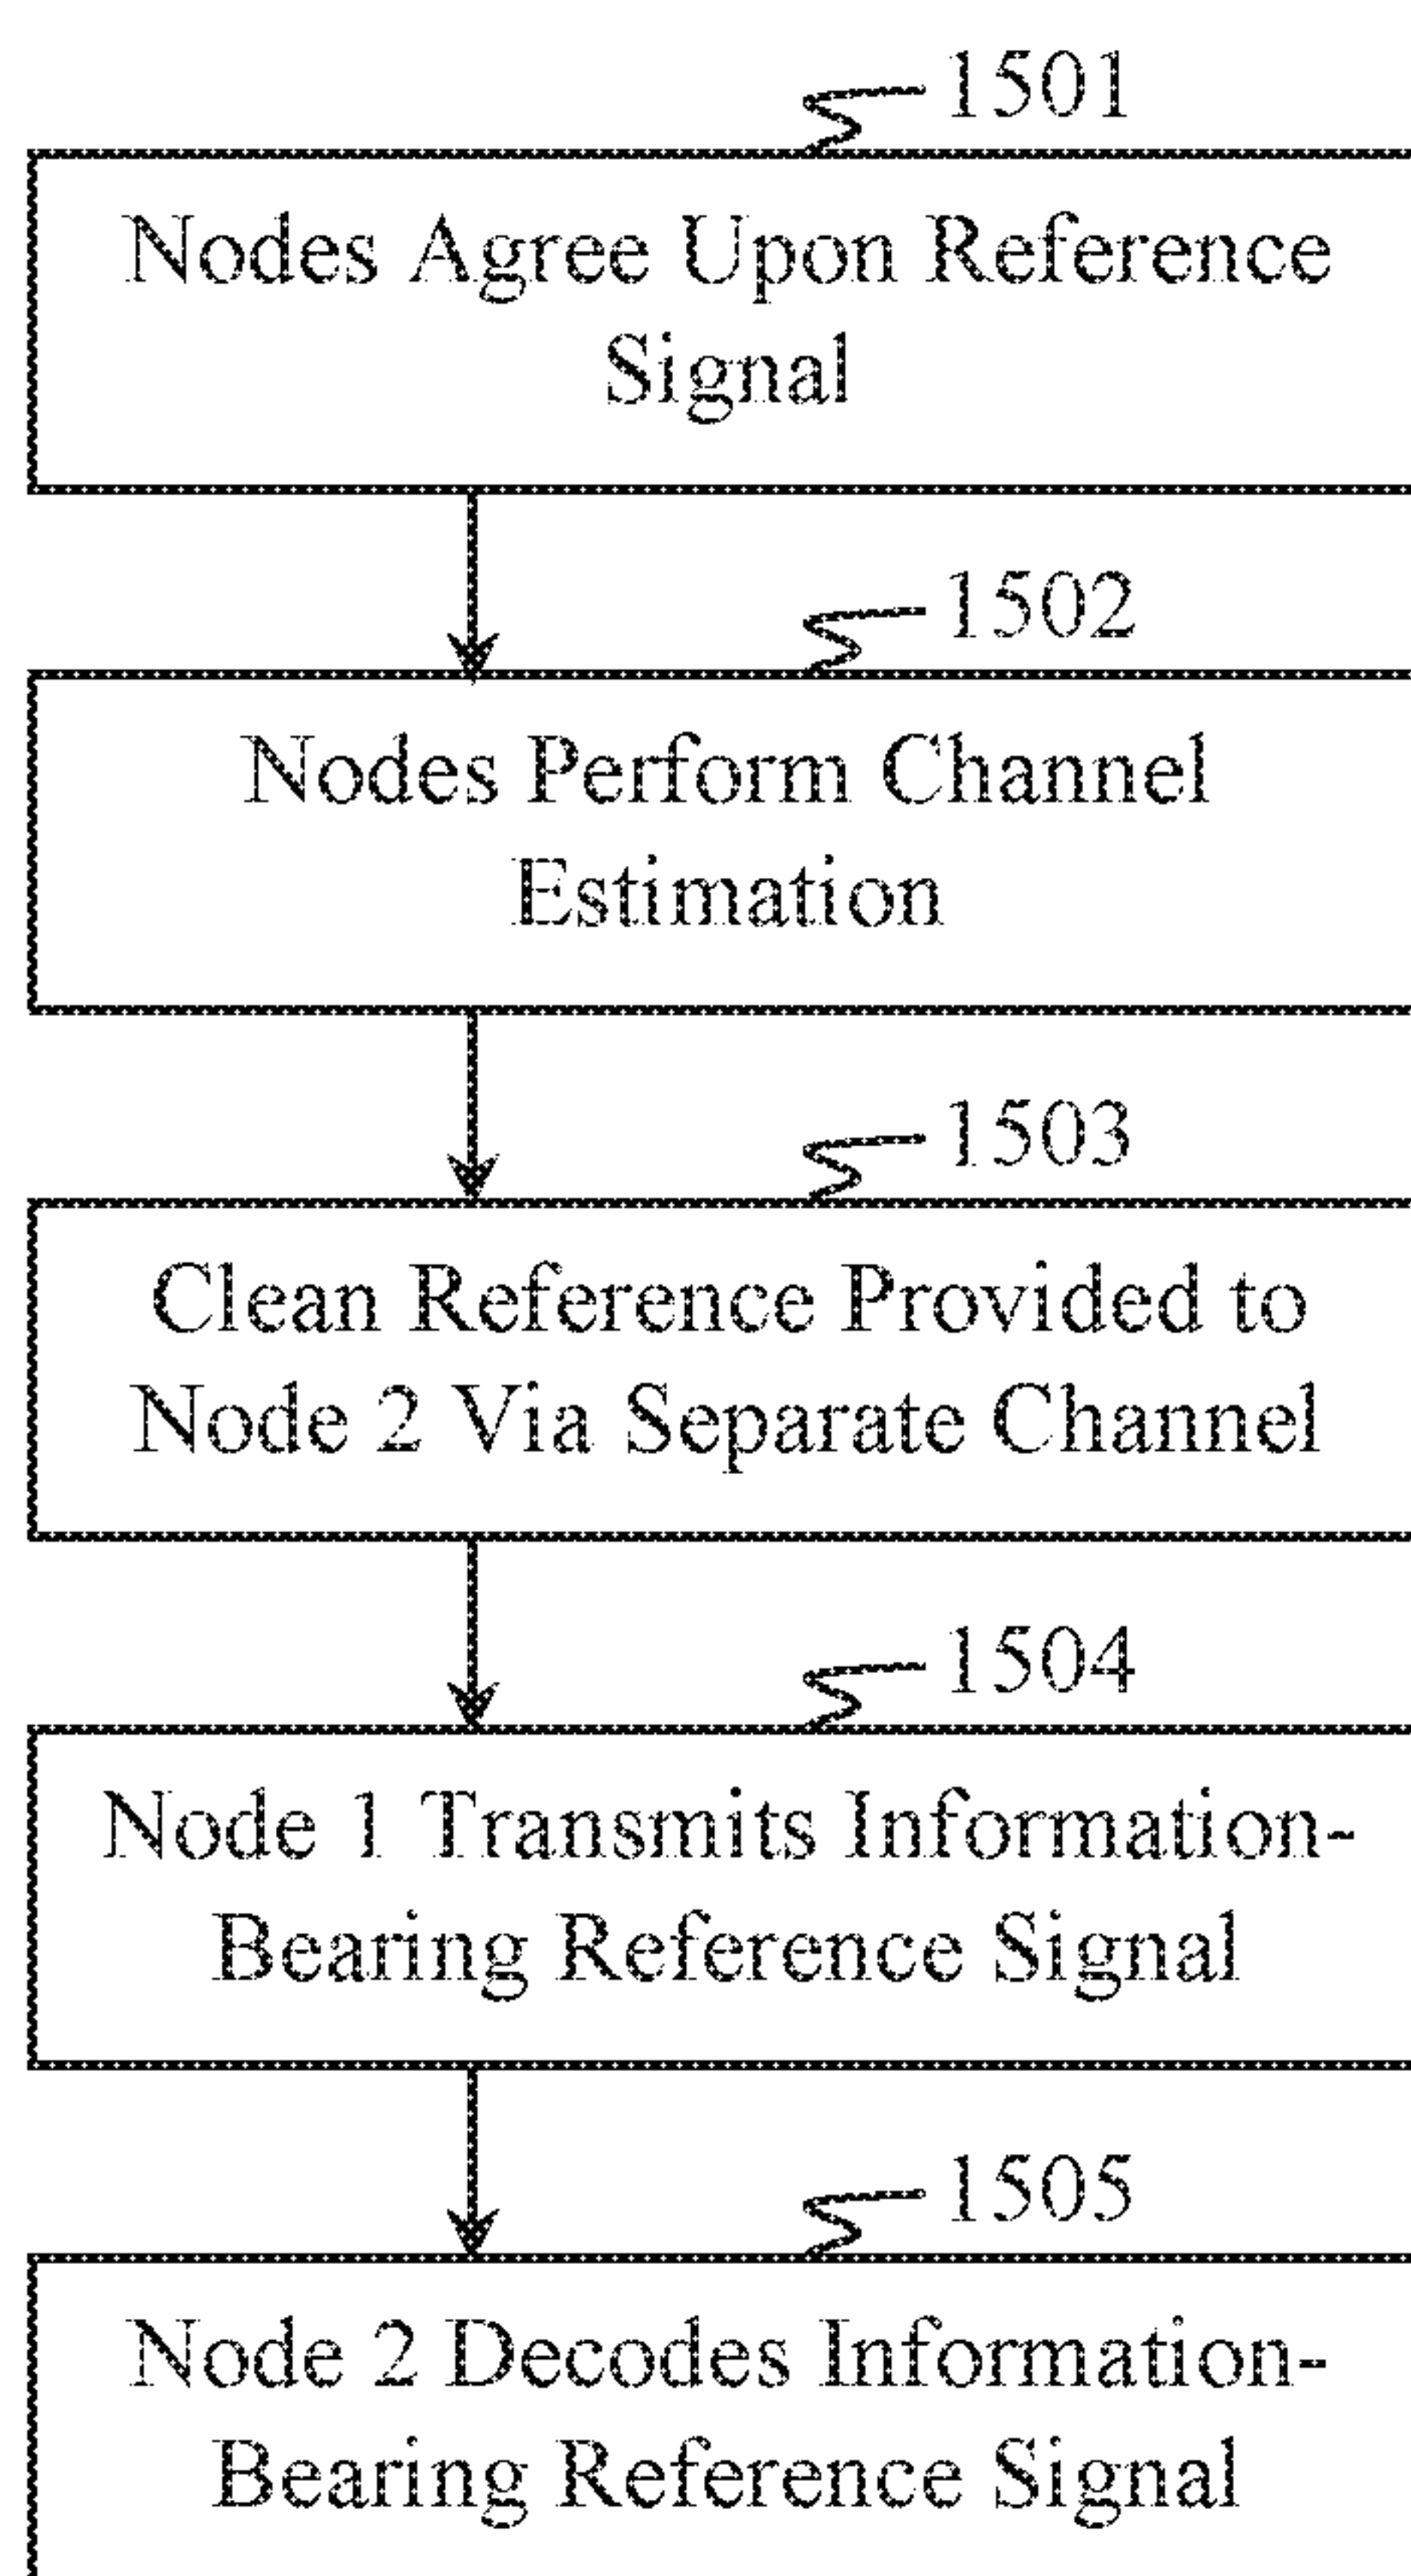 1501
Nodes Agree Upon Reference
Signal
1502
Nodes Perform Channel
Estimation
1503
Clean Reference Provided to
Node 2 Via Separate Channel
1504
Node 1 Transmits Information-
Bearing Reference Signal
1505
Node 2 Decodes Information-
Bearing Reference Signal